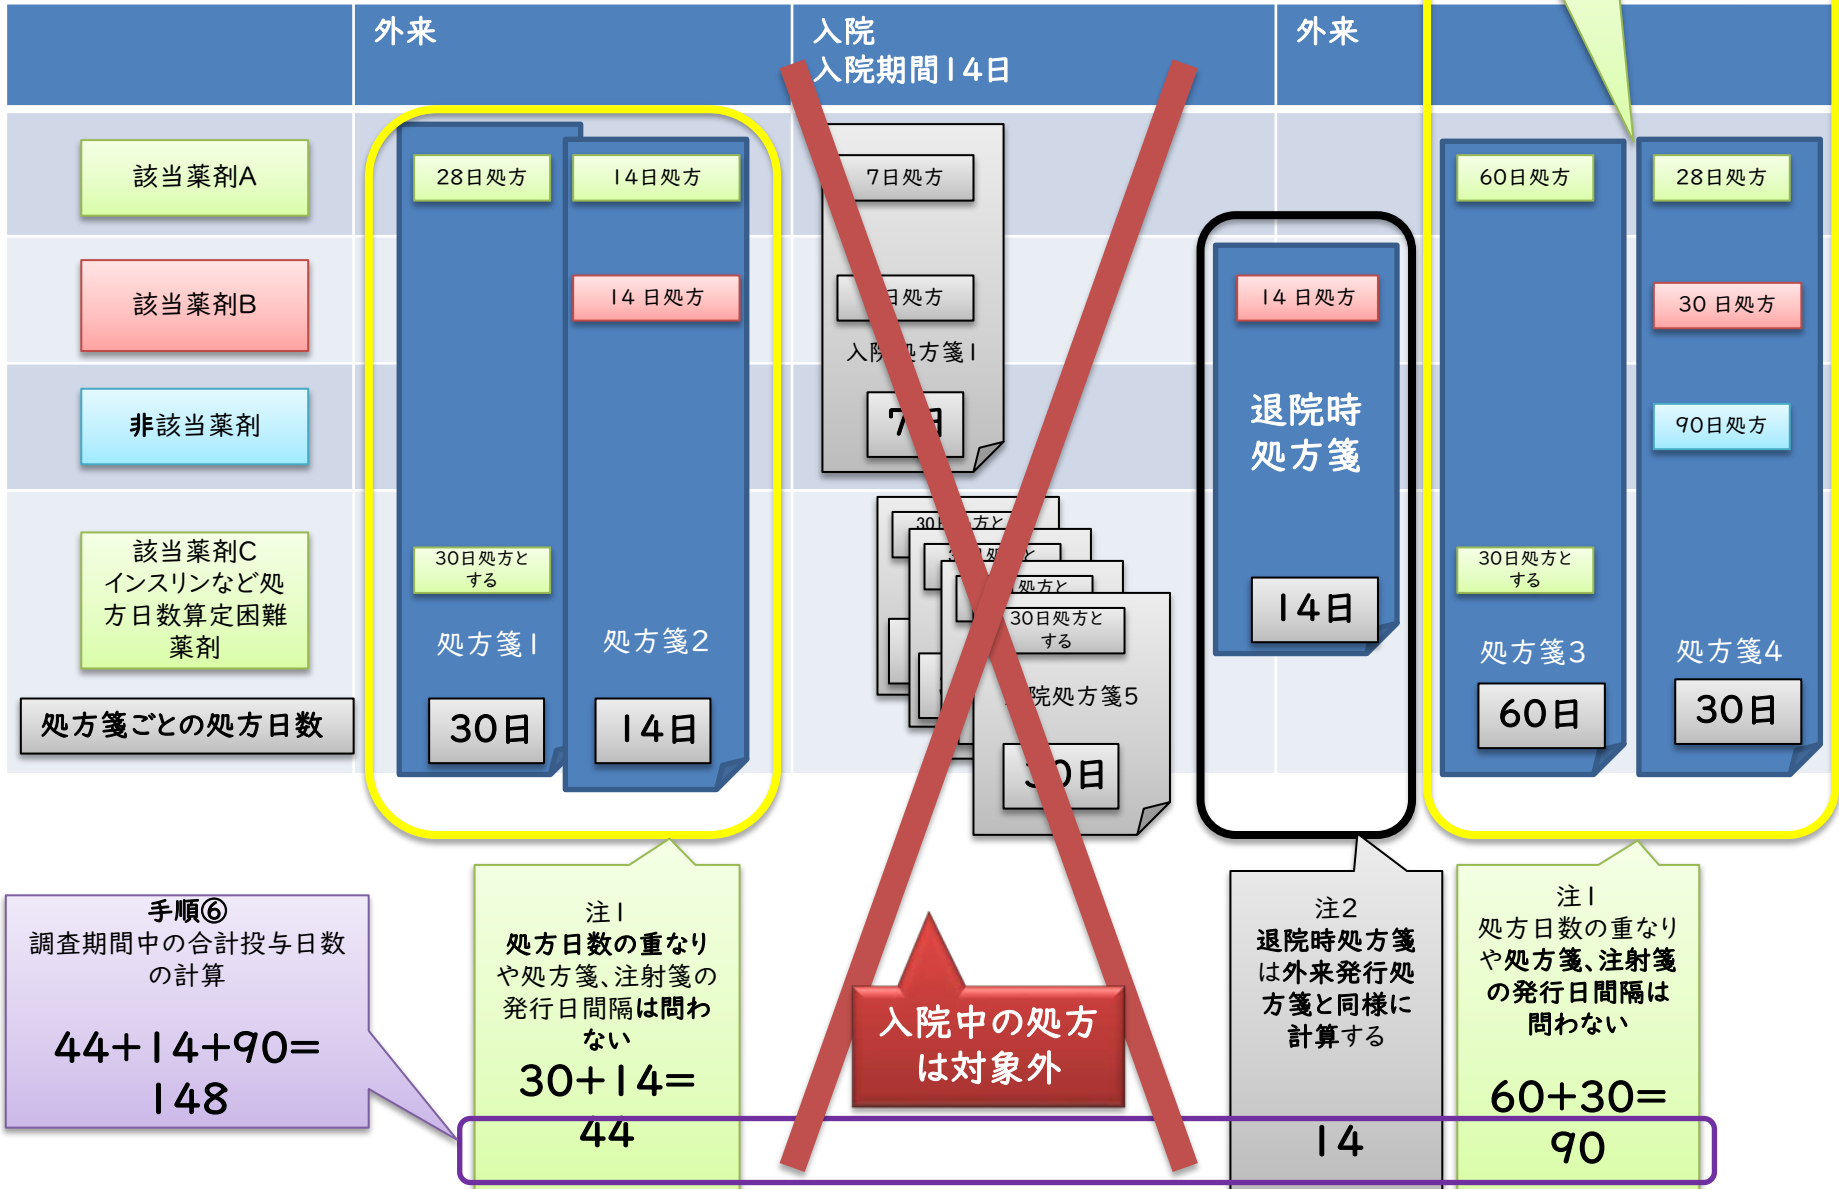 外来
入院
入院期間14日
外来
該当薬剤A
28日処方
14日処方
7日処方
60日処方
28日処方
該当薬剤B
14 日処方
日処方
14 日処方
30 日処方
入院処方箋1
7日
非該当薬剤
90日処方
退院時
処方箋
14日
該当薬剤C
インスリンなど処
方日数算定困難
薬剤
30日処方と
する
30日処方と
処方と
30日処方と
する
30日処方と
する
処方箋1
処方箋2
院処方箋5
処方箋3
処方箋4
処方箋ごとの処方日数
30日
14日
30日
60日
30日
手順⑥
調査期間中の合計投与日数
の計算
44+14+90=
148
注1
処方日数の重なり
や処方箋、注射箋の
発行日間隔は問わ
ない
30+14=
44
入院中の処方
は対象外
注2
退院時処方箋
は外来発行処
方箋と同様に
計算する
14
注1
処方日数の重なり
や処方箋、注射箋
の発行日間隔は
問わない
60+30=
90